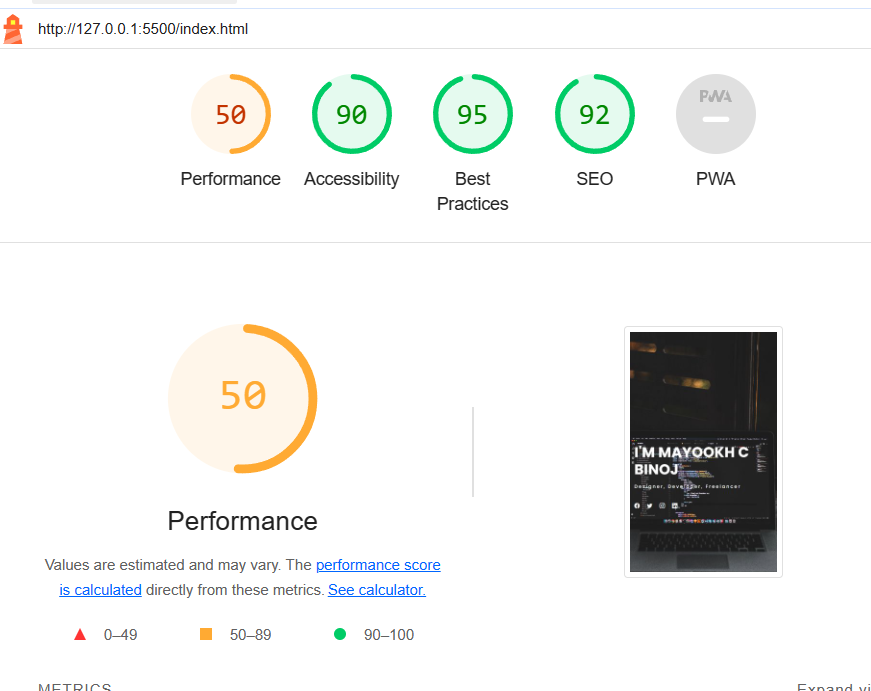 http://127.0.0.1:5500/index.html
50
90
95
92
PWA
Performance
Accessibility
Best
Practices
SEO
PWA
50
Performance
Values are estimated and may vary. The performance score
is calculated directly from these metrics. See calculator.
0–49
50–89
90–100
I'M MAYOOKH C
BINOJ
Designer, Developer, Freelancer
METRICS
Expand vi